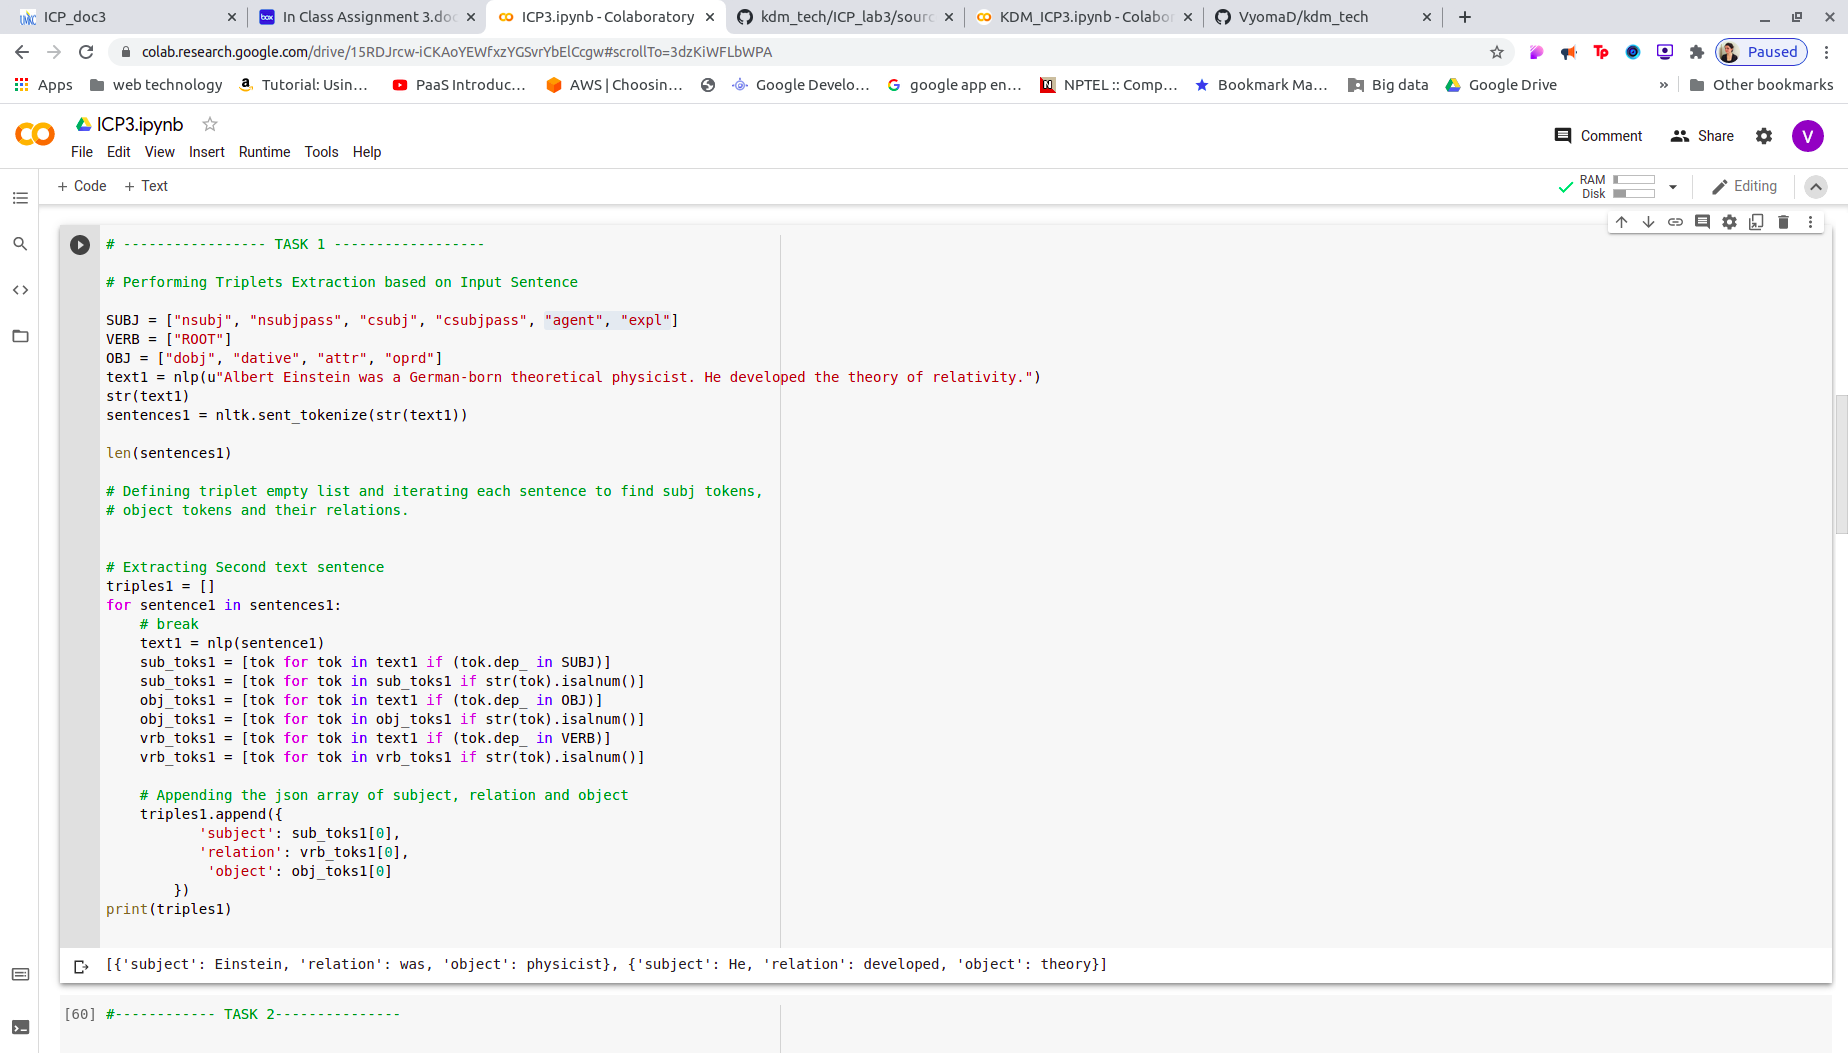 ICP_doc3
In Class Assignment 3.doc
ICP3.ipynb - Colaboratory
kdm_tech/ICP_lab3/sourc
KDM_ICP3.ipynb - Colabor
VyomaD/kdm_tech
colab.research.google.com/drive/15RDJrcw-iCKAoYEWfxzYGSvrYbElCcgw#scrollTo=3dzKiWFLbWPA
Tp
Paused
Apps
web technology
Tutorial: Usin...
PaaS Introduc...
AWS | Choosin...
Google Develo...
google app en...
NPTEL :: Comp...
Bookmark Ma...
Big data
Google Drive
»
Other bookmarks
ICP3.ipynb
File Edit View Insert Runtime Tools Help
Comment
Share
V
+ Code + Text
RAM
Disk
Editing
# ----------------- TASK 1 ------------------
# Performing Triplets Extraction based on Input Sentence
SUBJ = ["nsubj", "nsubjpass", "csubj", "csubjpass", "agent", "expl"]
VERB = ["ROOT"]
OBJ = ["dobj", "dative", "attr", "oprd"]
text1 = nlp(u"Albert Einstein was a German-born theoretical physicist. He developed the theory of relativity.")
str(text1)
sentences1 = nltk.sent_tokenize(str(text1))
len(sentences1)
# Defining triplet empty list and iterating each sentence to find subj tokens,
# object tokens and their relations.
# Extracting Second text sentence
triples1 = []
for sentence1 in sentences1:
    # break
    text1 = nlp(sentence1)
    sub_toks1 = [tok for tok in text1 if (tok.dep_ in SUBJ)]
    sub_toks1 = [tok for tok in sub_toks1 if str(tok).isalnum()]
    obj_toks1 = [tok for tok in text1 if (tok.dep_ in OBJ)]
    obj_toks1 = [tok for tok in obj_toks1 if str(tok).isalnum()]
    vrb_toks1 = [tok for tok in text1 if (tok.dep_ in VERB)]
    vrb_toks1 = [tok for tok in vrb_toks1 if str(tok).isalnum()]
    # Appending the json array of subject, relation and object
    triples1.append({
           'subject': sub_toks1[0],
           'relation': vrb_toks1[0],
            'object': obj_toks1[0]
        })
print(triples1)
[{'subject': Einstein, 'relation': was, 'object': physicist}, {'subject': He, 'relation': developed, 'object': theory}]
[60] #------------ TASK 2---------------